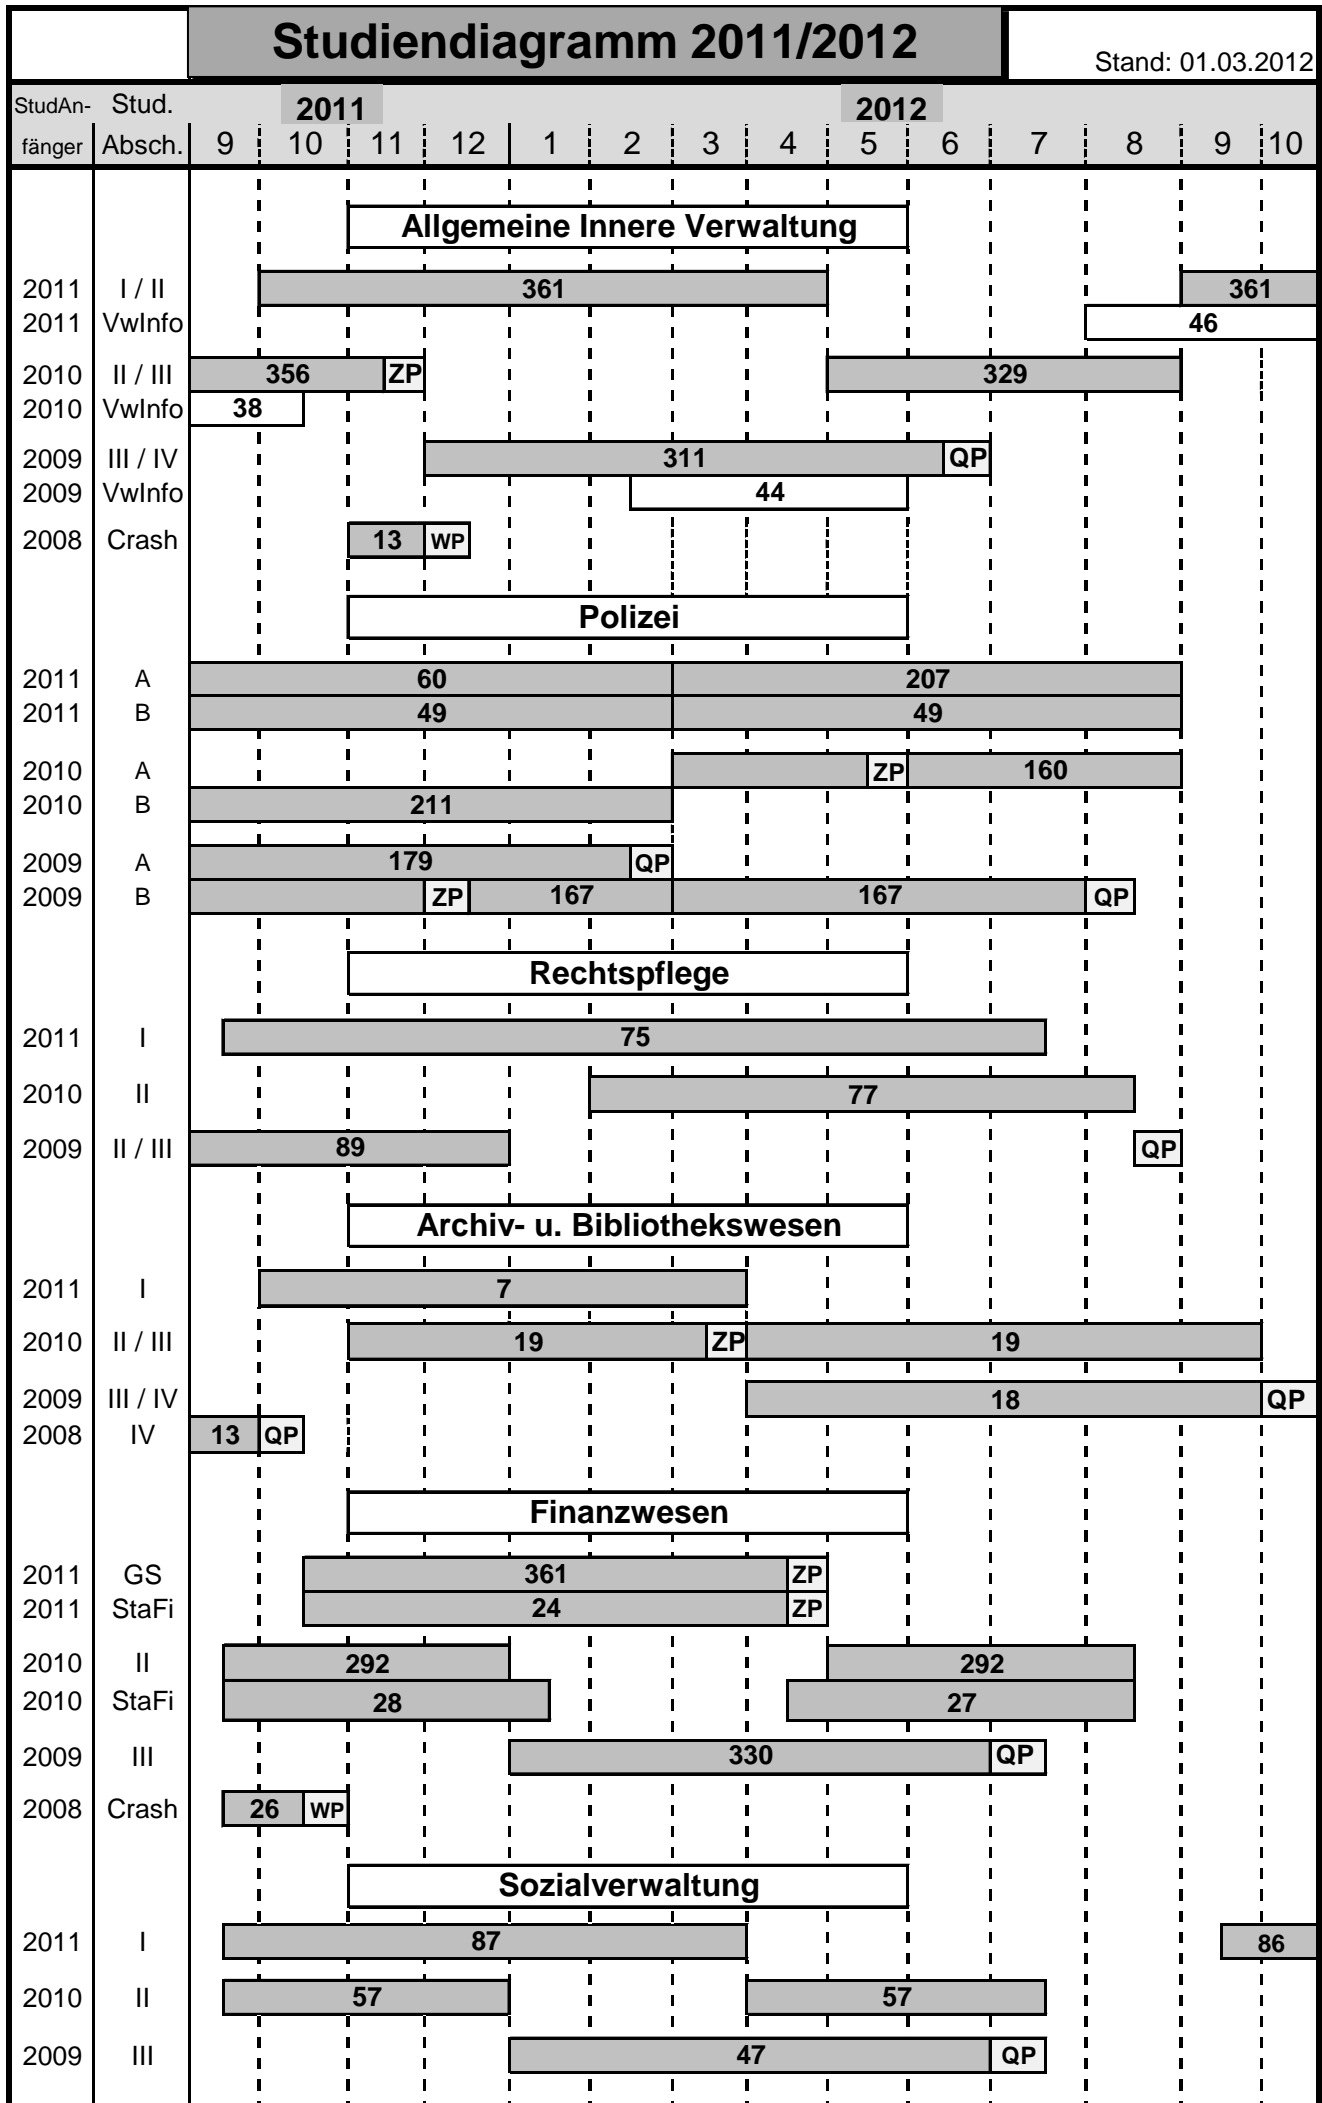 Studiendiagramm 2011/2012
Stand: 01.03.2012
StudAn- Stud. 2011 2012
fänger Absch. 9 10 11 12 1 2 3 4 5 6 7 8 9 10
Allgemeine Innere Verwaltung
2011 I / II 361 361
2011 VwInfo 46
2010 II / III 356 ZP 329
2010 VwInfo 38
2009 III / IV 311 QP
2009 VwInfo 44
2008 Crash 13 WP
Polizei
2011 A 60 207
2011 B 49 49
2010 A ZP 160
2010 B 211
2009 A 179 QP
2009 B ZP 167 167 QP
Rechtspflege
2011 I 75
2010 II 77
2009 II / III 89 QP
Archiv- u. Bibliothekswesen
2011 I 7
2010 II / III 19 ZP 19
2009 III / IV 18 QP
2008 IV 13 QP
Finanzwesen
2011 GS 361 ZP
2011 StaFi 24 ZP
2010 II 292 292
2010 StaFi 28 27
2009 III 330 QP
2008 Crash 26 WP
Sozialverwaltung
2011 I 87 86
2010 II 57 57
2009 III 47 QP